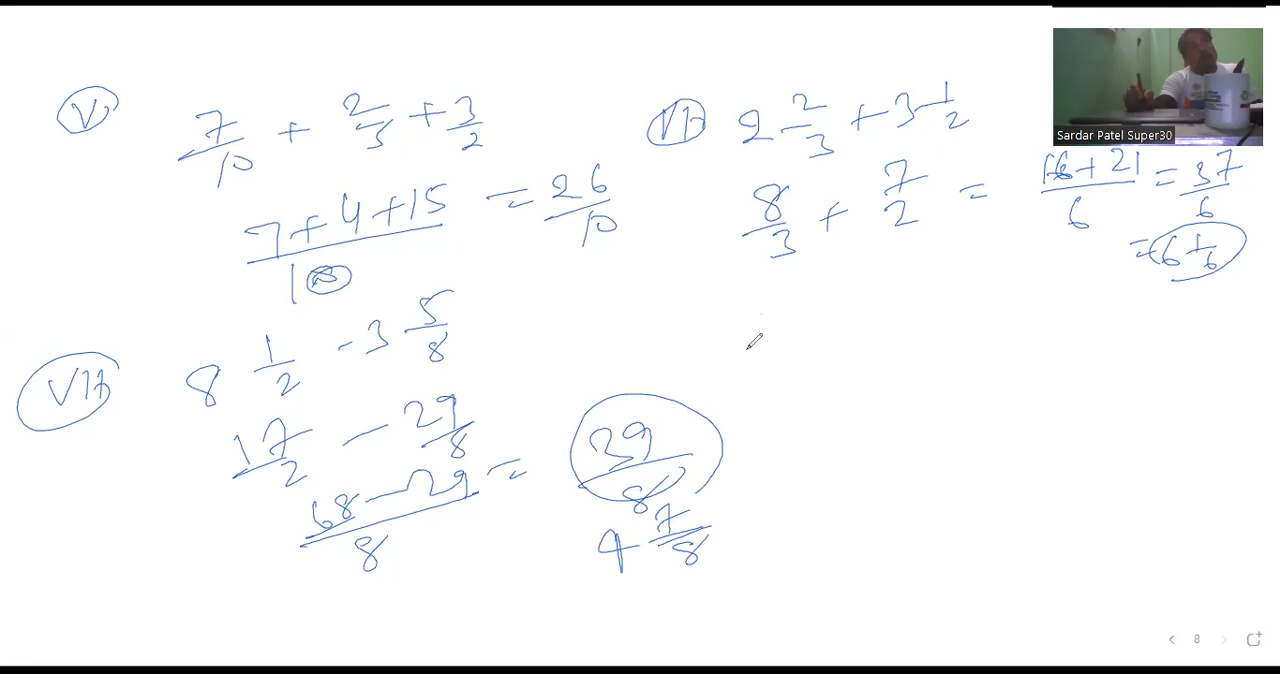 V 7/10 + 2/5 + 3/2
7+4+15/10 = 26/10
VI 2 2/3 + 3 1/2
8/3 + 7/2 = 16+21/6 = 37/6
= 6 1/6
VII 8 1/2 - 3 5/8
17/2 - 29/8
68-29/8 = 39/8
4 7/8
Sardar Patel Super30
8